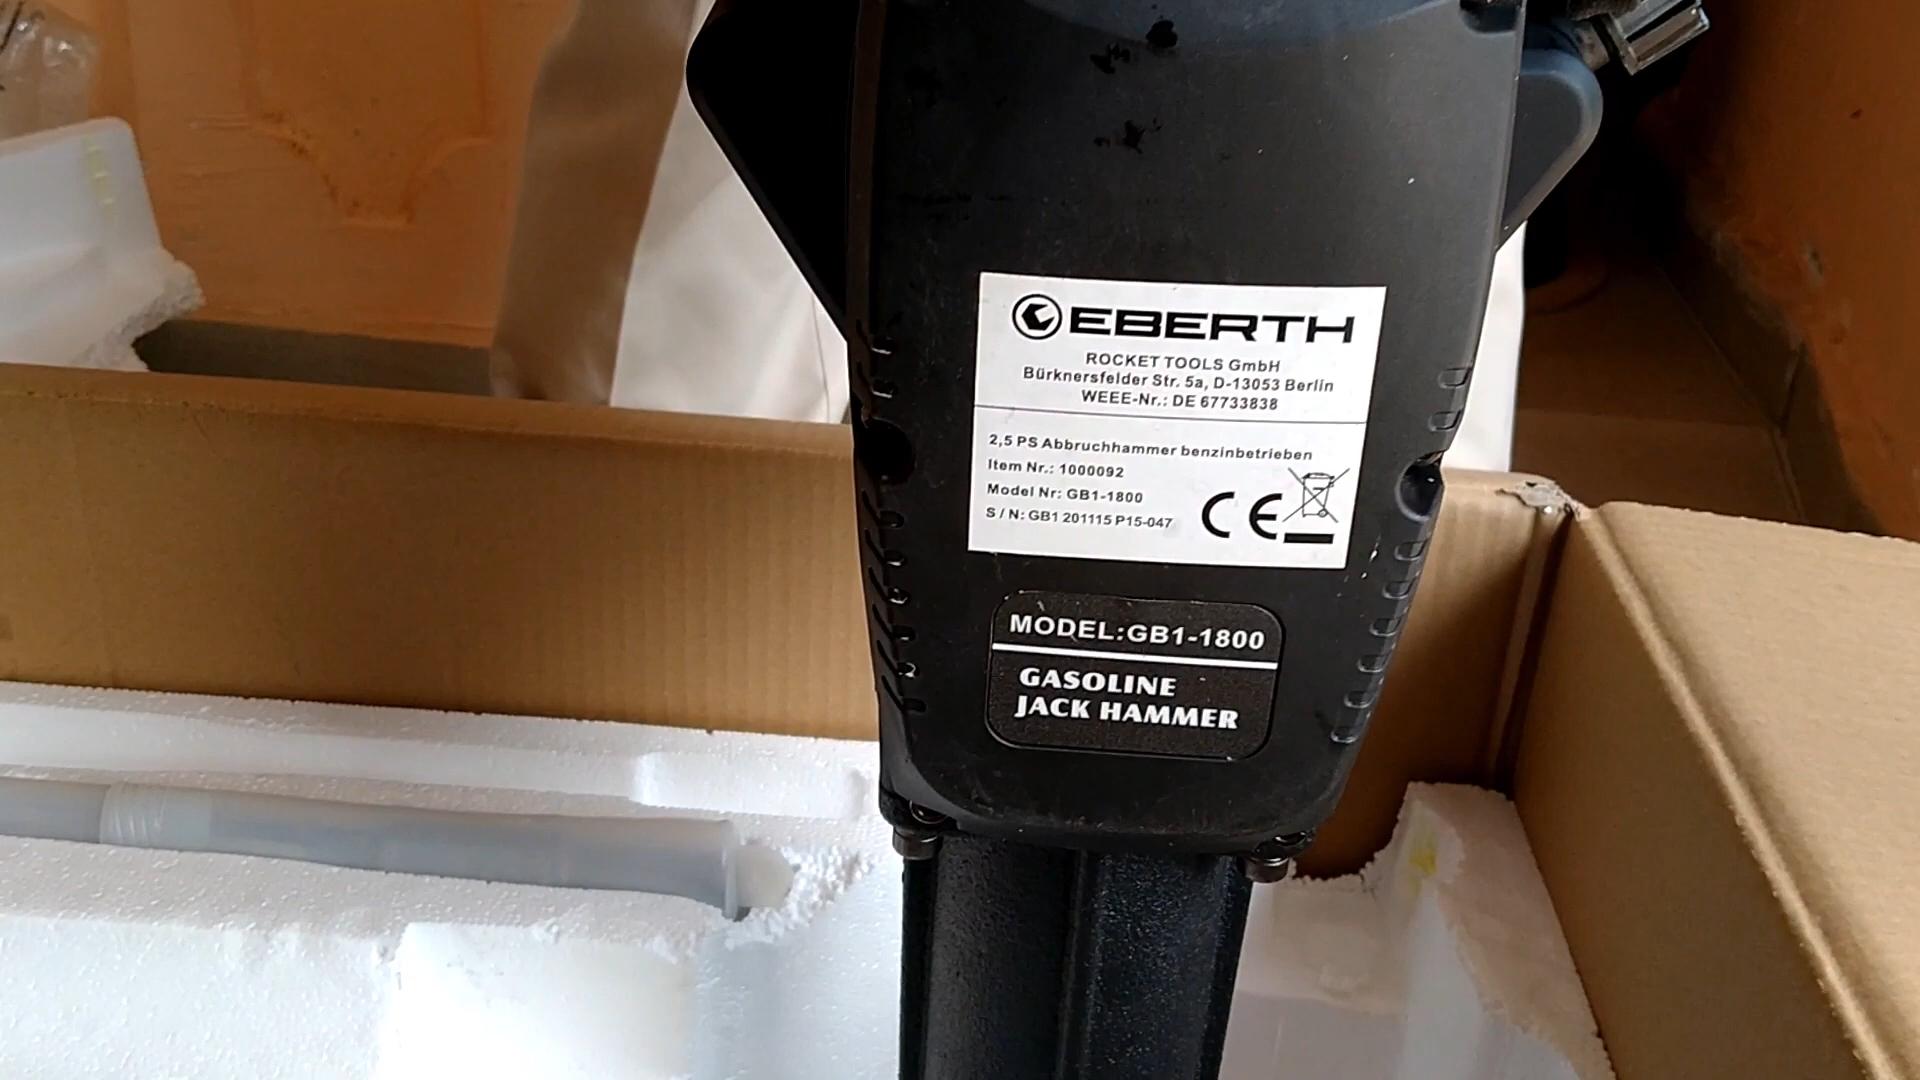 EBERTH
ROCKET TOOLS GmbH
Bürknersfelder Str. 5a, D-13053 Berlin
WEEE-Nr.: DE 67733838
2,5 PS Abbruchhammer benzinbetrieben
Item Nr.: 1000092
Model Nr: GB1-1800
S / N: GB1 201115 P15-047
CE
MODEL:GB1-1800
GASOLINE
JACK HAMMER